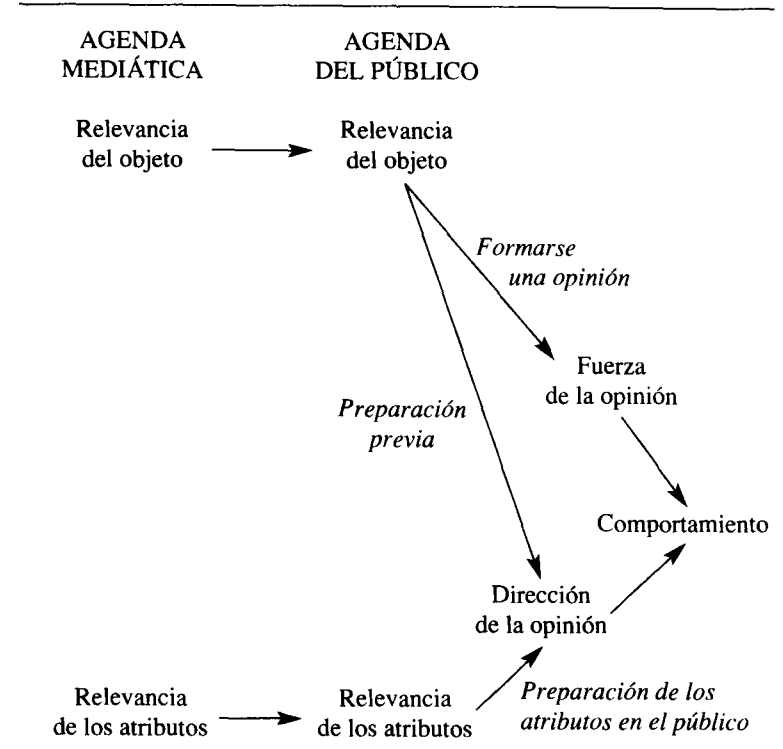 AGENDA
MEDIÁTICA
AGENDA
DEL PÚBLICO
Relevancia
del objeto
Relevancia
del objeto
Formarse
una opinión
Fuerza
de la opinión
Preparación
previa
Comportamiento
Dirección
de la opinión
Relevancia
de los atributos
Relevancia
de los atributos
Preparación de los
atributos en el público